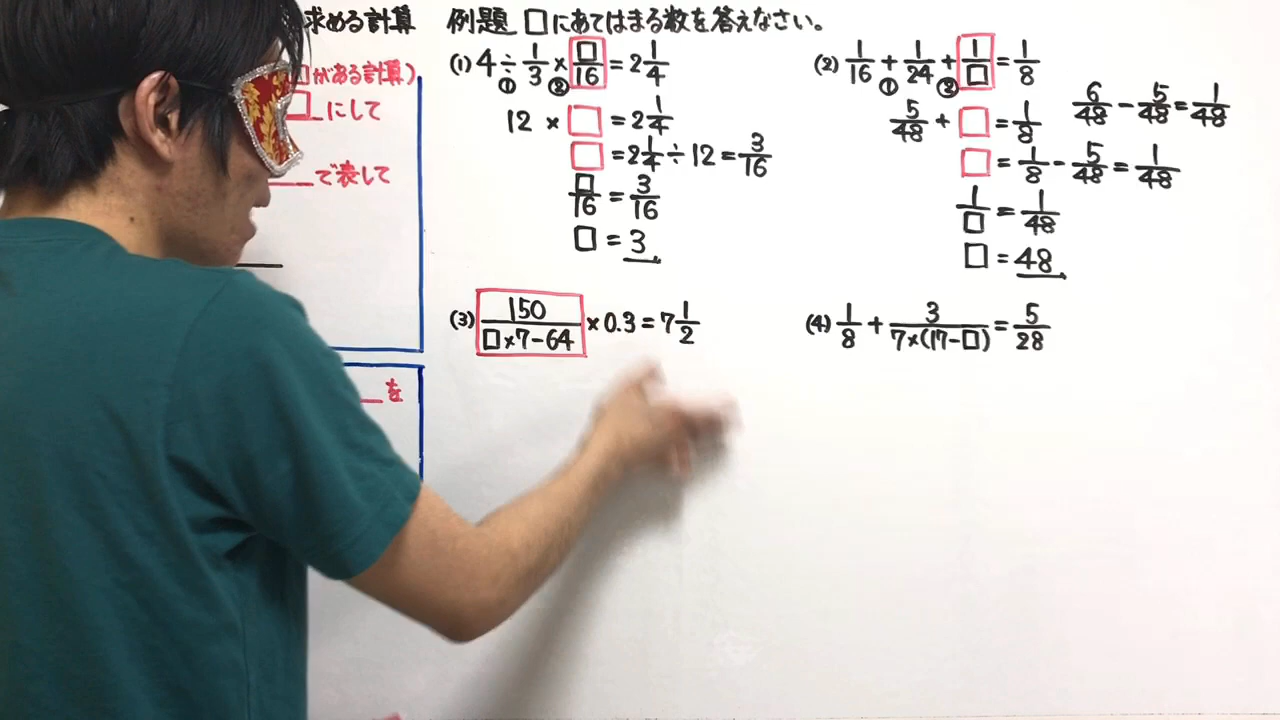 求める計算
□がある計算)
□にして
で表して
を
例題 □にあてはまる数を答えなさい。
(1) 4÷1/3×□/16=2 1/4
① ②
12 × □ = 2 1/4
□ = 2 1/4 ÷ 12 = 3/16
□/16 = 3/16
□ = 3
(2) 1/16 + 1/24 + 1/□ = 1/8
① ②
5/48 + □ = 1/8
6/48 - 5/48 = 1/48
□ = 1/8 - 5/48 = 1/48
1/□ = 1/48
□ = 48
(3) 150/(□×7-64) × 0.3 = 7 1/2
(4) 1/8 + 3/(7×(17-□)) = 5/28